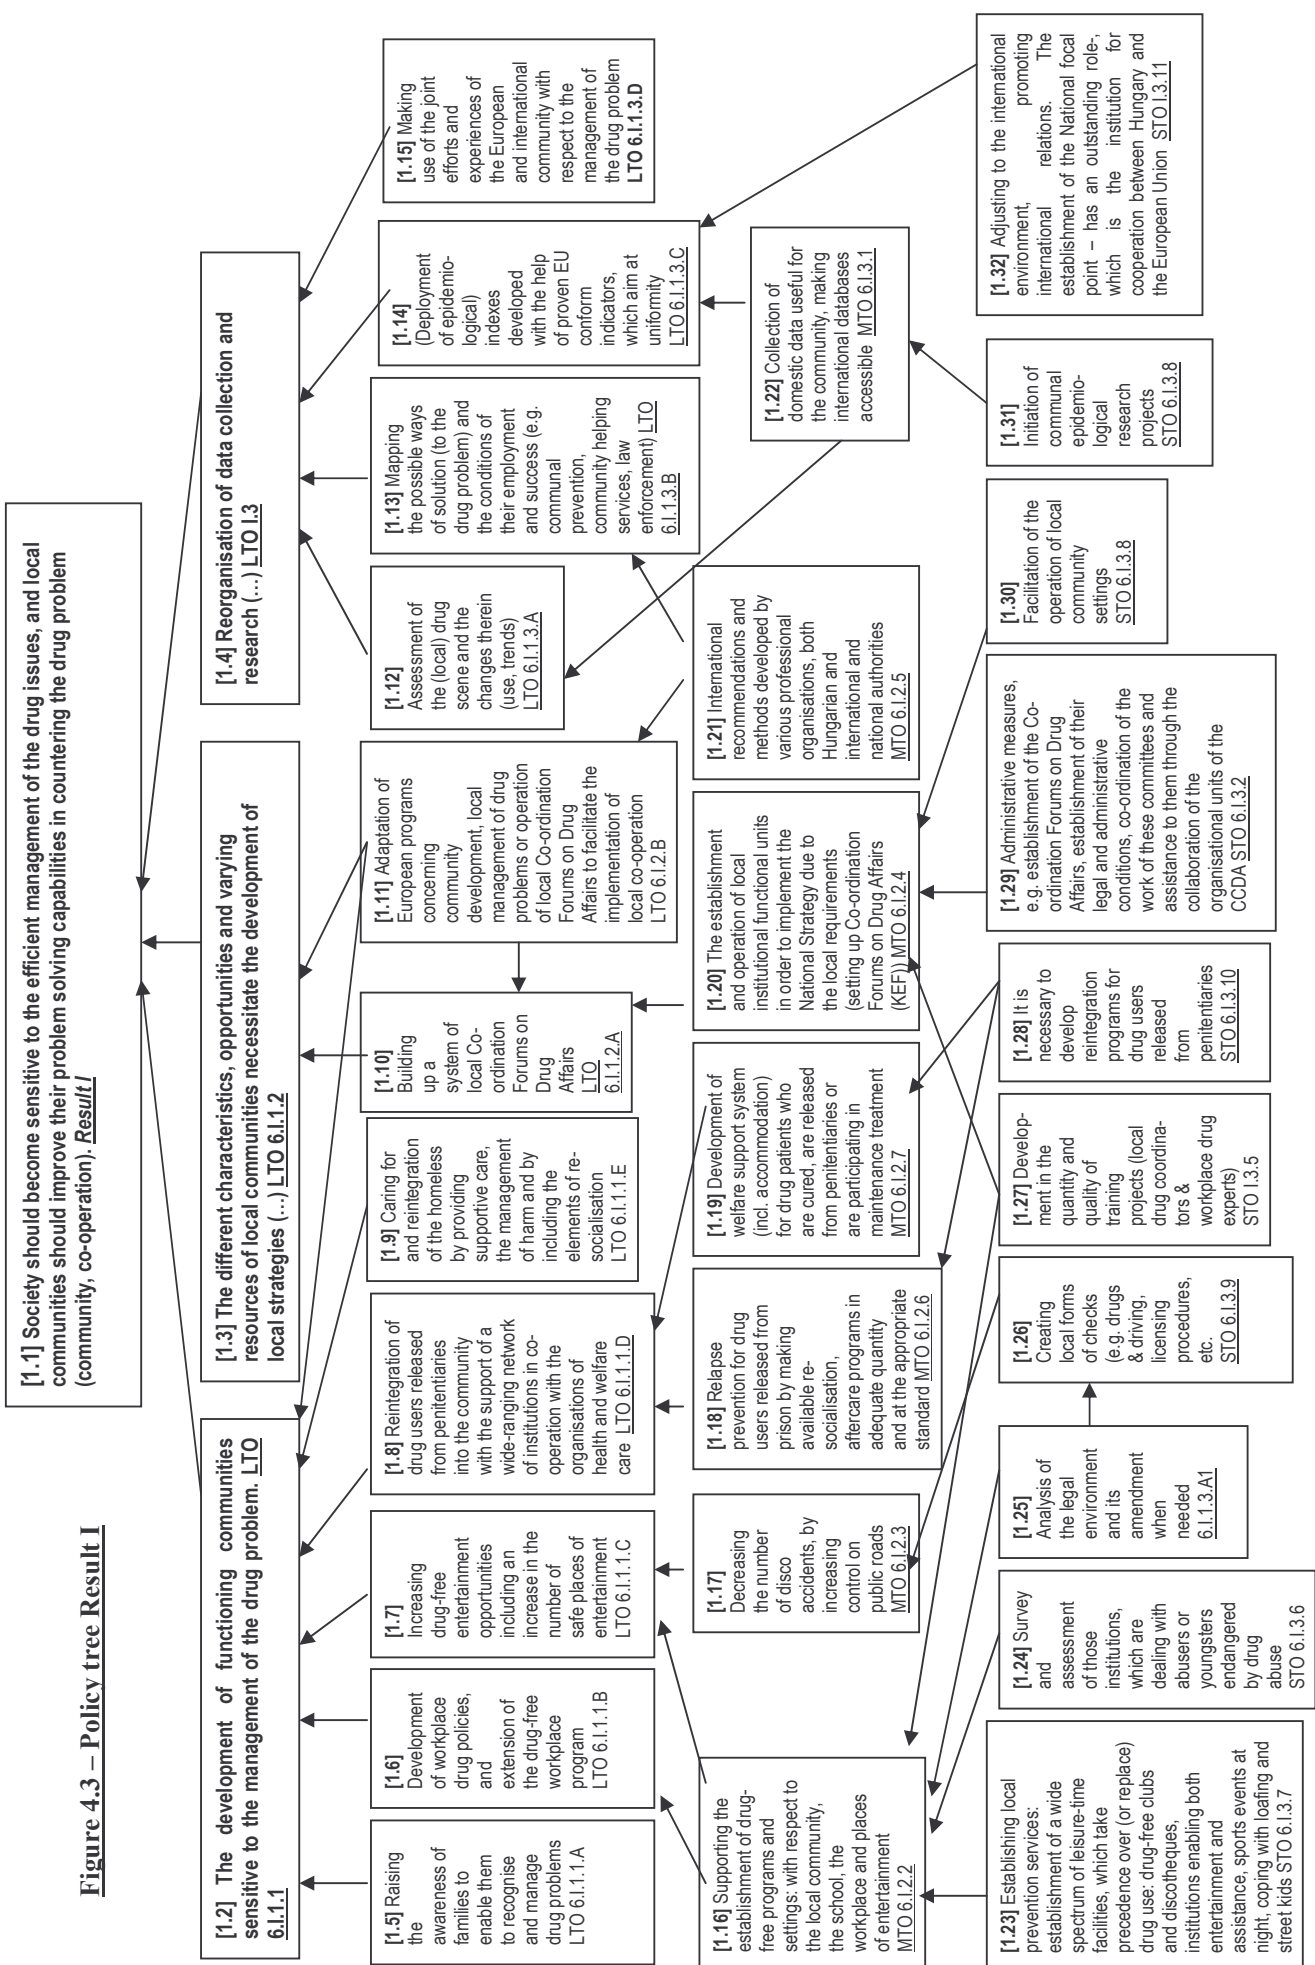 Figure 4.3 – Policy tree Result I
[1.1] Society should become sensitive to the efficient management of the drug issues, and local
communities should improve their problem solving capabilities in countering the drug problem
(community, co-operation). Result I
[1.2] The development of functioning communities
sensitive to the management of the drug problem. LTO
6.I.1.1
[1.3] The different characteristics, opportunities and varying
resources of local communities necessitate the development of
local strategies (…) LTO 6.I.1.2
[1.4] Reorganisation of data collection and
research (…) LTO I.3
[1.5] Raising
the
awareness of
families to
enable them
to recognise
and manage
drug problems
LTO 6.I.1.1.A
[1.6]
Development
of workplace
drug policies,
and
extension of
the drug-free
workplace
program
LTO 6.I.1.1.B
[1.7]
Increasing
drug-free
entertainment
opportunities
including an
increase in the
number of
safe places of
entertainment
LTO 6.I.1.1.C
[1.8] Reintegration of
drug users released
from penitentiaries
into the community
with the support of a
wide-ranging network
of institutions in co-
operation with the
organisations of
health and welfare
care LTO 6.I.1.1.D
[1.9] Caring for
and reintegration
of the homeless
by providing
supportive care,
the management
of harm and by
including the
elements of re-
socialisation
LTO 6.I.1.1.E
[1.10]
Building
up a
system of
local Co-
ordination
Forums on
Drug
Affairs
LTO
6.I.1.2.A
[1.11] Adaptation of
European programs
concerning
community
development, local
management of drug
problems or operation
of local Co-ordination
Forums on Drug
Affairs to facilitate the
implementation of
local co-operation
LTO 6.I.2.B
[1.12]
Assessment of
the (local) drug
scene and the
changes therein
(use, trends)
LTO 6.I.1.3.A
[1.13] Mapping
the possible ways
of solution (to the
drug problem) and
the conditions of
their employment
and success (e.g.
communal
prevention,
community helping
services, law
enforcement) LTO
6.I.1.3.B
[1.14]
(Deployment
of epidemio-
logical)
indexes
developed
with the help
of proven EU
conform
indicators,
which aim at
uniformity
LTO 6.I.1.3.C
[1.15] Making
use of the joint
efforts and
experiences of
the European
and international
community with
respect to the
management of
the drug problem
LTO 6.I.1.3.D
[1.16] Supporting the
establishment of drug-
free programs and
settings: with respect to
the local community,
the school, the
workplace and places
of entertainment
MTO 6.I.2.2
[1.17]
Decreasing
the number
of disco
accidents, by
increasing
control on
public roads
MTO 6.I.2.3
[1.18] Relapse
prevention for drug
users released from
prison by making
available re-
socialisation,
aftercare programs in
adequate quantity
and at the appropriate
standard MTO 6.I.2.6
[1.19] Development of
welfare support system
(incl. accommodation)
for drug patients who
are cured, are released
from penitentiaries or
are participating in
maintenance treatment
MTO 6.I.2.7
[1.20] The establishment
and operation of local
institutional functional units
in order to implement the
National Strategy due to
the local requirements
(setting up Co-ordination
Forums on Drug Affairs
(KEF)) MTO 6.I.2.4
[1.21] International
recommendations and
methods developed by
various professional
organisations, both
Hungarian and
international and
national authorities
MTO 6.I.2.5
[1.22] Collection of
domestic data useful for
the community, making
international databases
accessible MTO 6.I.3.1
[1.23] Establishing local
prevention services:
establishment of a wide
spectrum of leisure-time
facilities, which take
precedence over (or replace)
drug use: drug-free clubs
and discotheques,
institutions enabling both
entertainment and
assistance, sports events at
night, coping with loafing and
street kids STO 6.I.3.7
[1.24] Survey
and
assessment
of those
institutions,
which are
dealing with
abusers or
youngsters
endangered
by drug
abuse
STO 6.I.3.6
[1.25]
Analysis of
the legal
environment
and its
amendment
when
needed
6.I.1.3.A1
[1.26]
Creating
local forms
of checks
(e.g. drugs
& driving,
licensing
procedures,
etc.
STO 6.I.3.9
[1.27] Develop-
ment in the
quantity and
quality of
training
projects (local
drug coordina-
tors &
workplace drug
experts)
STO I.3.5
[1.28] It is
necessary to
develop
reintegration
programs for
drug users
released
from
penitentiaries
STO 6.I.3.10
[1.29] Administrative measures,
e.g. establishment of the Co-
ordination Forums on Drug
Affairs, establishment of their
legal and administrative
conditions, co-ordination of the
work of these committees and
assistance to them through the
collaboration of the
organisational units of the
CCDA STO 6.I.3.2
[1.30]
Facilitation of the
operation of local
community
settings
STO 6.I.3.8
[1.31]
Initiation of
communal
epidemio-
logical
research
projects
STO 6.I.3.8
[1.32] Adjusting to the international
environment, promoting
international relations. The
establishment of the National focal
point – has an outstanding role-,
which is the institution for
cooperation between Hungary and
the European Union STO I.3.11